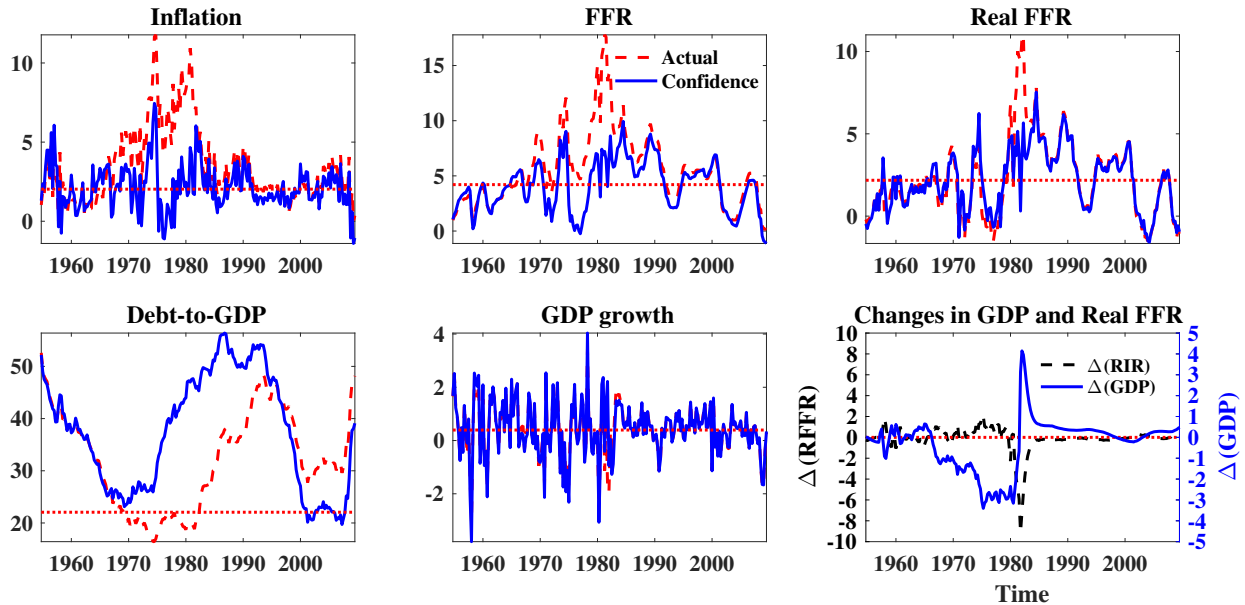 Inflation
FFR
Real FFR
10
5
0
1960 1970 1980 1990 2000
15
10
5
0
Actual
Confidence
1960 1970 1980 1990 2000
10
5
0
1960 1970 1980 1990 2000
Debt-to-GDP
GDP growth
Changes in GDP and Real FFR
50
40
30
20
1960 1970 1980 1990 2000
4
2
0
-2
1960 1970 1980 1990 2000
Δ(RFFR)
10
8
6
4
2
0
-2
-4
-6
-8
-10
Δ(RIR)
Δ(GDP)
5
4
3
2
1
0
-1
-2
-3
-4
-5
Δ(GDP)
1960 1970 1980 1990 2000
Time